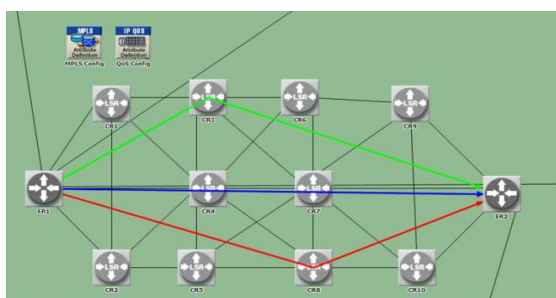 MPLS
Attribute
Definition
MPLS Config
IP QOS
Attribute
Definition
QoS Config
LSR
CR1
LSR
CR3
LSR
CR6
LSR
CR9
ER1
LSR
CR4
LSR
CR7
ER2
LSR
CR2
LSR
CR5
LSR
CR8
LSR
CR10